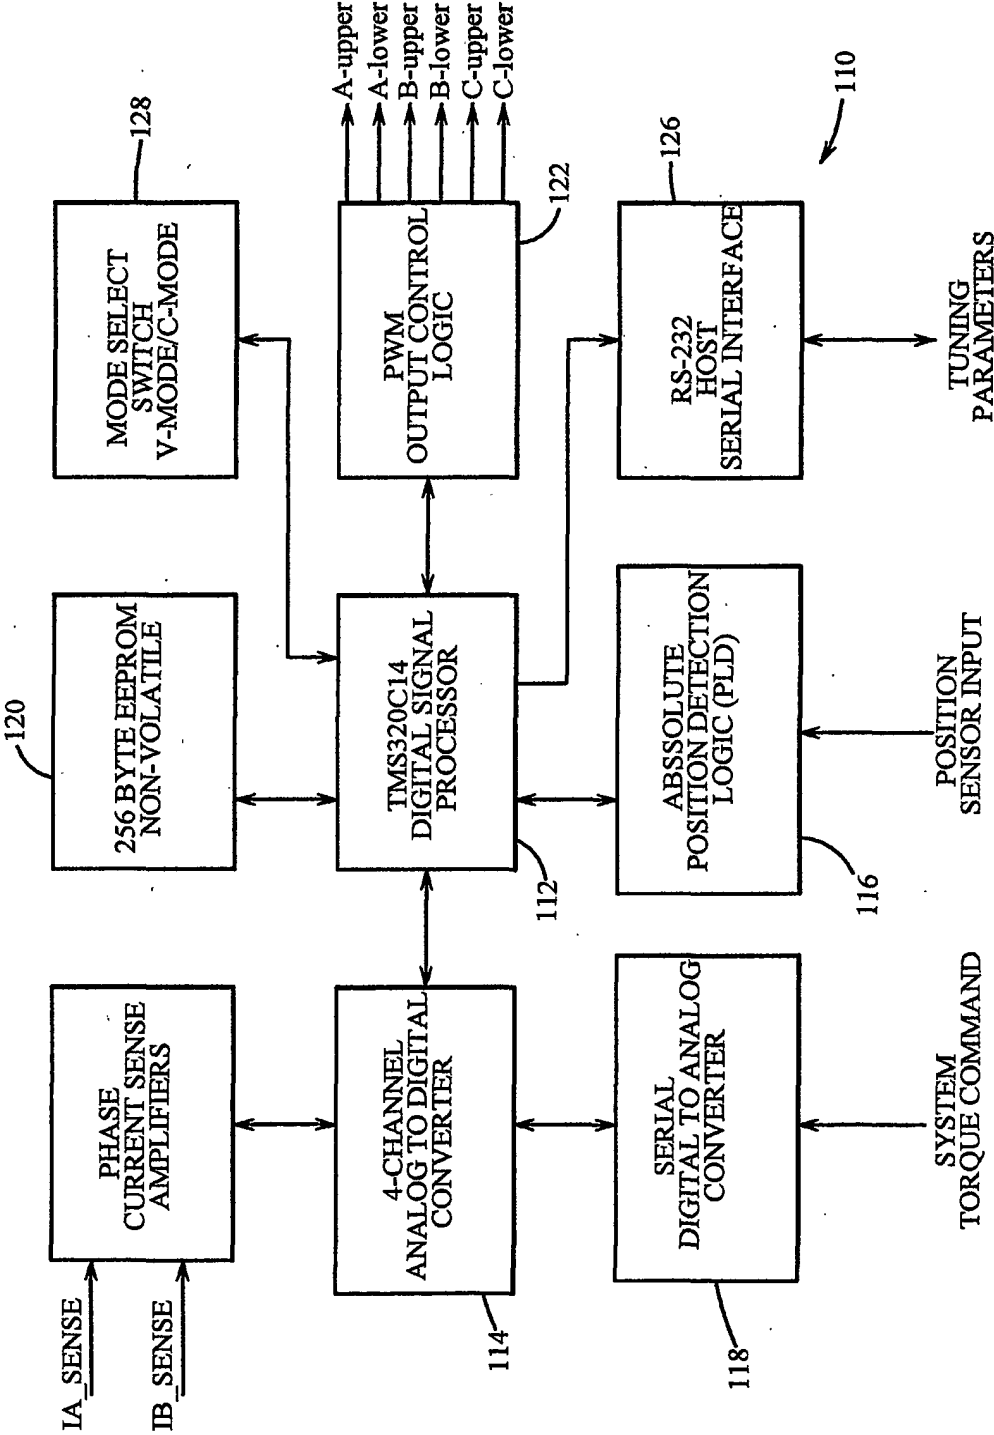 IA_SENSE
IB_SENSE
PHASE
CURRENT SENSE
AMPLIFIERS
120
256 BYTE EEPROM
NON-VOLATILE
128
MODE SELECT
SWITCH
V-MODE/C-MODE
114
4-CHANNEL
ANALOG TO DIGITAL
CONVERTER
112
TMS320C14
DIGITAL SIGNAL
PROCESSOR
122
PWM
OUTPUT CONTROL
LOGIC
A-upper
A-lower
B-upper
B-lower
C-upper
C-lower
118
SERIAL
DIGITAL TO ANALOG
CONVERTER
116
ABSSOLUTE
POSITION DETECTION
LOGIC (PLD)
126
RS-232
HOST
SERIAL INTERFACE
110
SYSTEM
TORQUE COMMAND
POSITION
SENSOR INPUT
TUNING
PARAMETERS